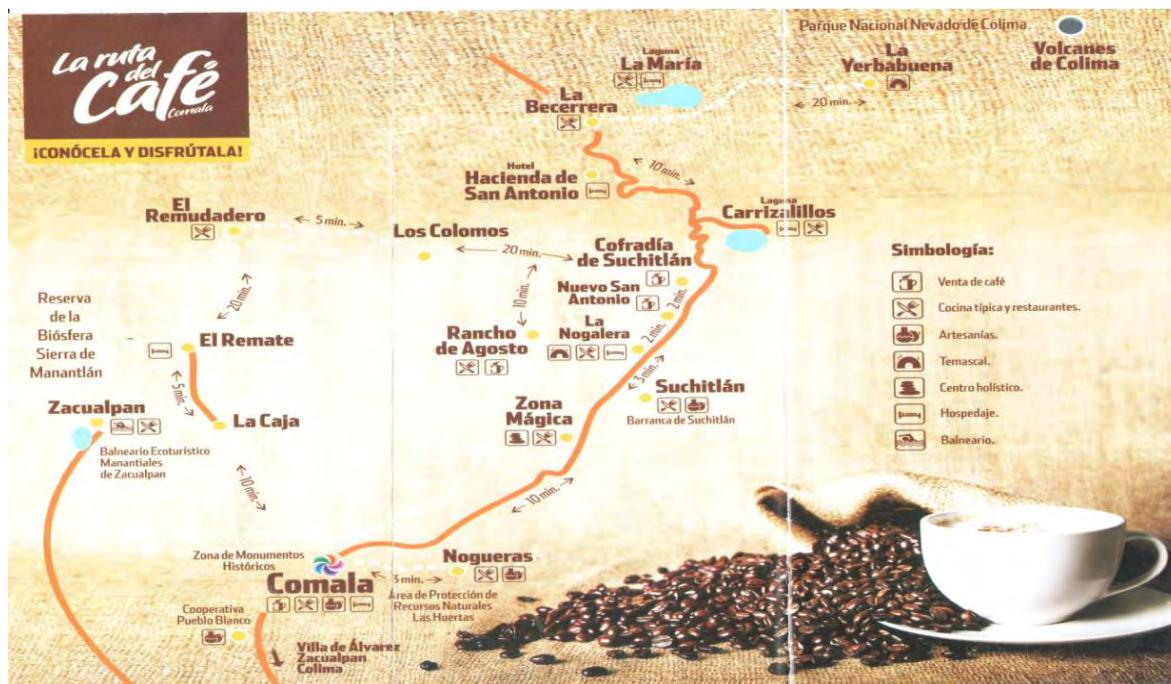 La ruta
del
Café
Comala
¡CONÓCELA Y DISFRÚTALA!
Parque Nacional Nevado de Colima
Volcanes
de Colima
La
Yerbabuena
20 min.
Laguna
La María
La
Becerrera
Hotel
Hacienda de
San Antonio
10 min.
Laguna
Carrizalillos
El
Remudadero
5 min.
Los Colomos
20 min.
Cofradía
de Suchitlán
Nuevo San
Antonio
2 min.
10 min.
La
Nogalera
2 min.
Rancho
de Agosto
3 min.
Suchitlán
Barranca de Suchitlán
Zona
Mágica
10 min.
Reserva
de la
Biósfera
Sierra de
Manantlán
20 min.
El Remate
5 min.
La Caja
Zacualpan
Balneario Ecoturístico
Manantiales
de Zacualpan
10 min.
Zona de Monumentos
Históricos
Comala
3 min.
Nogueras
Área de Protección de
Recursos Naturales
Las Huertas
Cooperativa
Pueblo Blanco
Villa de Álvarez
Zacualpan
Colima
Simbología:
Venta de café
Cocina típica y restaurantes.
Artesanías.
Temascal.
Centro holístico.
Hospedaje.
Balneario.